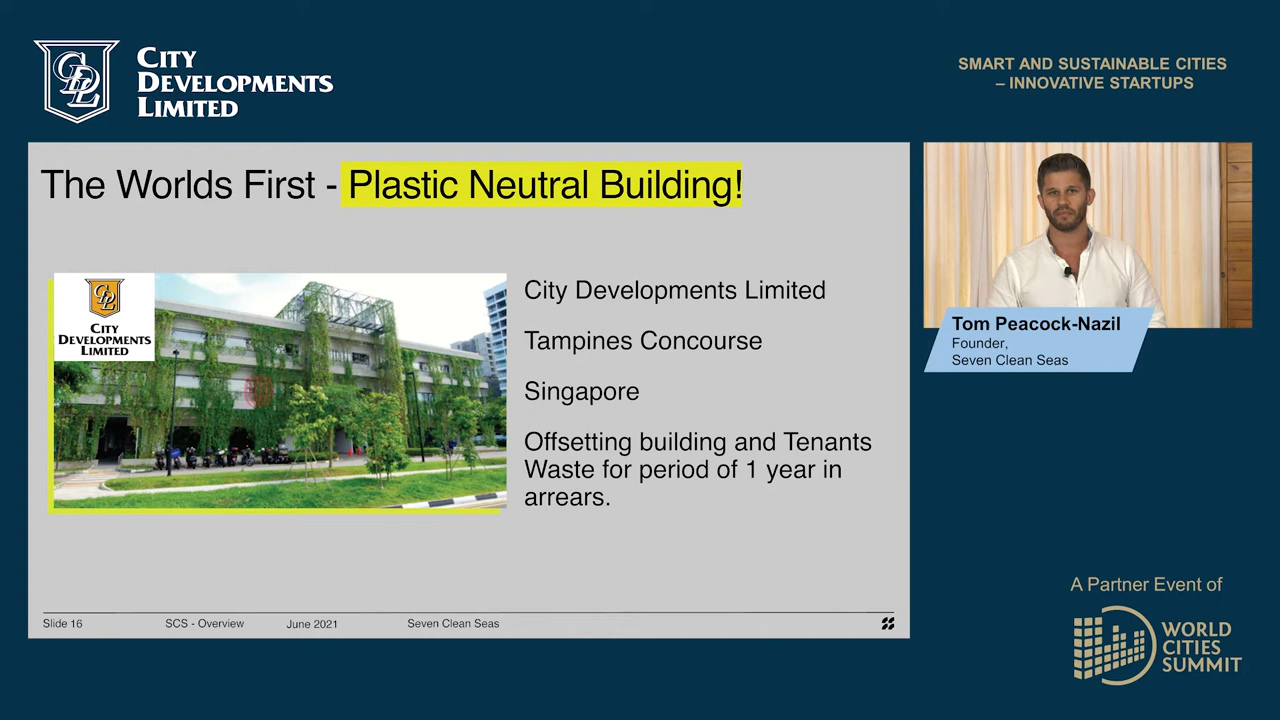 CITY
DEVELOPMENTS
LIMITED
SMART AND SUSTAINABLE CITIES
– INNOVATIVE STARTUPS
The Worlds First - Plastic Neutral Building!
CITY
DEVELOPMENTS
LIMITED
City Developments Limited
Tampines Concourse
Singapore
Offsetting building and Tenants
Waste for period of 1 year in
arrears.
Slide 16 SCS - Overview June 2021 Seven Clean Seas
Tom Peacock-Nazil
Founder,
Seven Clean Seas
A Partner Event of
WORLD
CITIES
SUMMIT